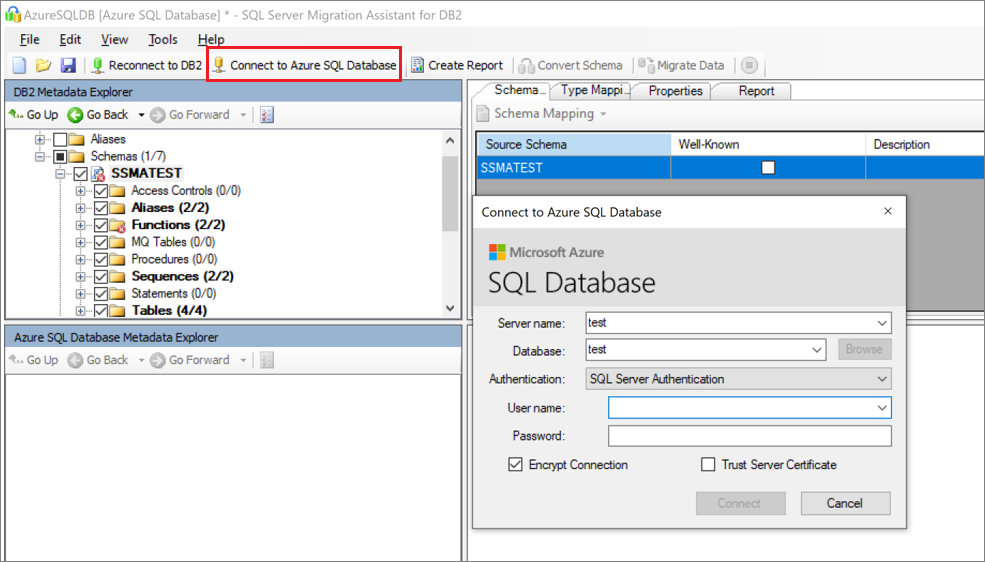 AzureSQLDB [Azure SQL Database] * - SQL Server Migration Assistant for DB2
File Edit View Tools Help
Reconnect to DB2 Connect to Azure SQL Database Create Report Convert Schema Migrate Data
DB2 Metadata Explorer
Go Up Go Back Go Forward
Aliases
Schemas (1/7)
SSMATEST
Access Controls (0/0)
Aliases (2/2)
Functions (2/2)
MQ Tables (0/0)
Procedures (0/0)
Sequences (2/2)
Statements (0/0)
Tables (4/4)
Schema... Type Mappi... Properties Report
Schema Mapping
Source Schema Well-Known Description
SSMATEST
Azure SQL Database Metadata Explorer
Go Up Go Back Go Forward
Connect to Azure SQL Database
Microsoft Azure
SQL Database
Server name: test
Database: test Browse
Authentication: SQL Server Authentication
User name:
Password:
Encrypt Connection Trust Server Certificate
Connect Cancel